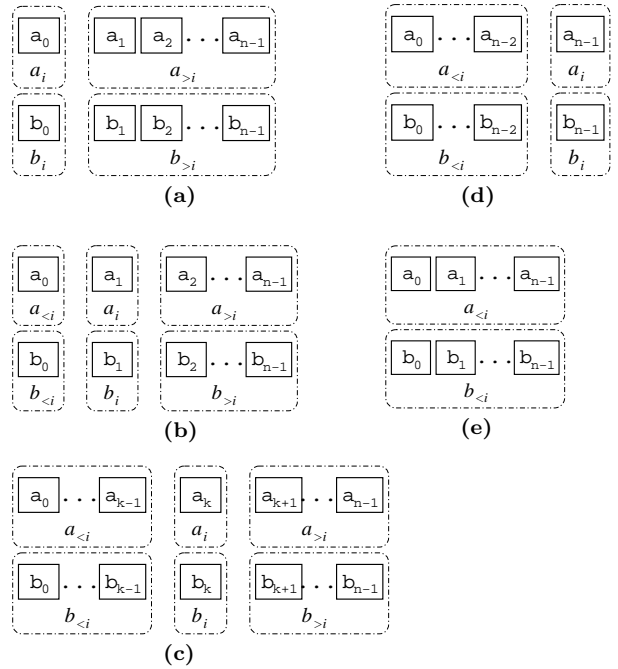 a₀ a₁ a₂ ... aₙ₋₁
aᵢ a>ᵢ
b₀ b₁ b₂ ... bₙ₋₁
bᵢ b>ᵢ
(a)
a₀ ... aₙ₋₂ aₙ₋₁
a<ᵢ aᵢ
b₀ ... bₙ₋₂ bₙ₋₁
b<ᵢ bᵢ
(d)
a₀ a₁ a₂ ... aₙ₋₁
a<ᵢ aᵢ a>ᵢ
b₀ b₁ b₂ ... bₙ₋₁
b<ᵢ bᵢ b>ᵢ
(b)
a₀ a₁ ... aₙ₋₁
a<ᵢ
b₀ b₁ ... bₙ₋₁
b<ᵢ
(e)
a₀ ... aₖ₋₁ aₖ aₖ₊₁ ... aₙ₋₁
a<ᵢ aᵢ a>ᵢ
b₀ ... bₖ₋₁ bₖ bₖ₊₁ ... bₙ₋₁
b<ᵢ bᵢ b>ᵢ
(c)